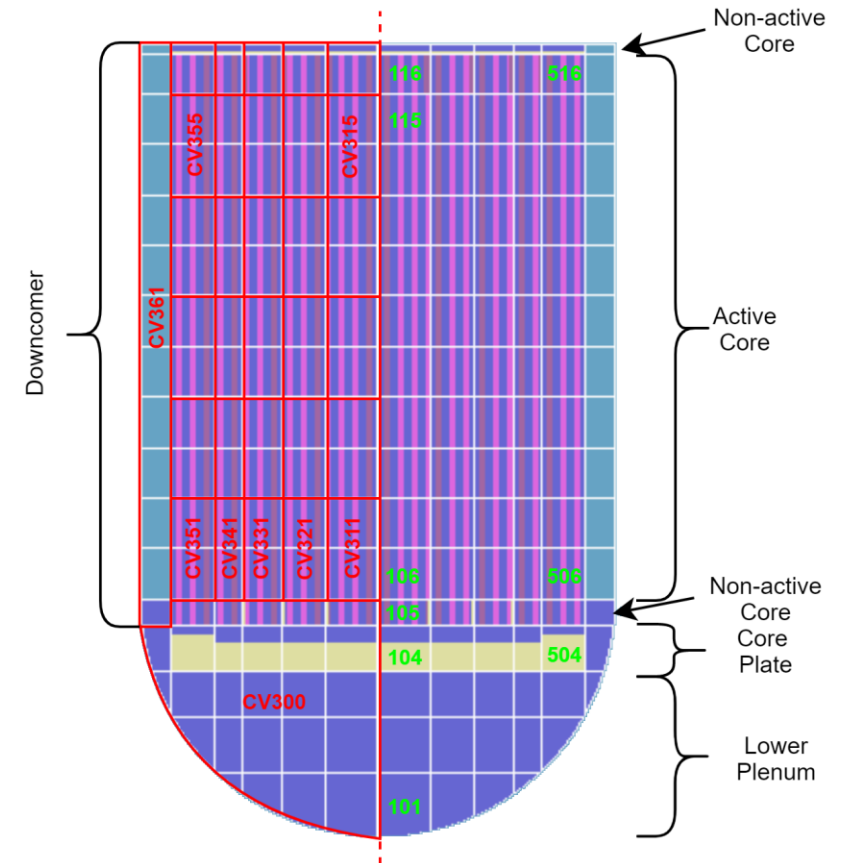 Non-active
Core
116
516
115
CV355
CV315
CV361
Downcomer
Active
Core
CV351
CV341
CV331
CV321
CV311
106
506
Non-active
Core
105
Core
Plate
104
504
CV300
Lower
Plenum
101